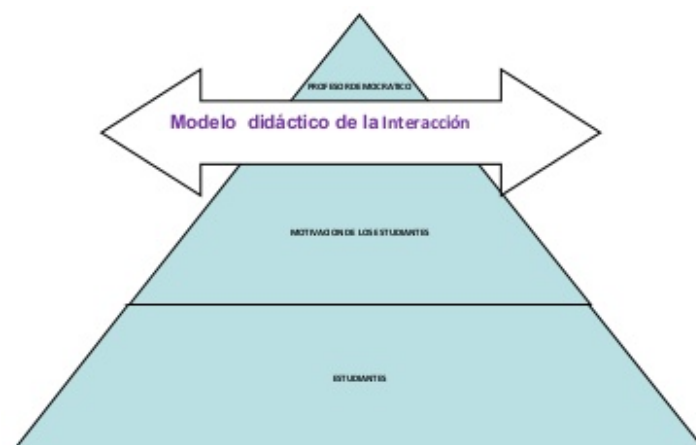 PROFESOR DEMOCRATICO
Modelo didáctico de la Interacción
MOTIVACION DE LOS ESTUDIANTES
ESTUDIANTES